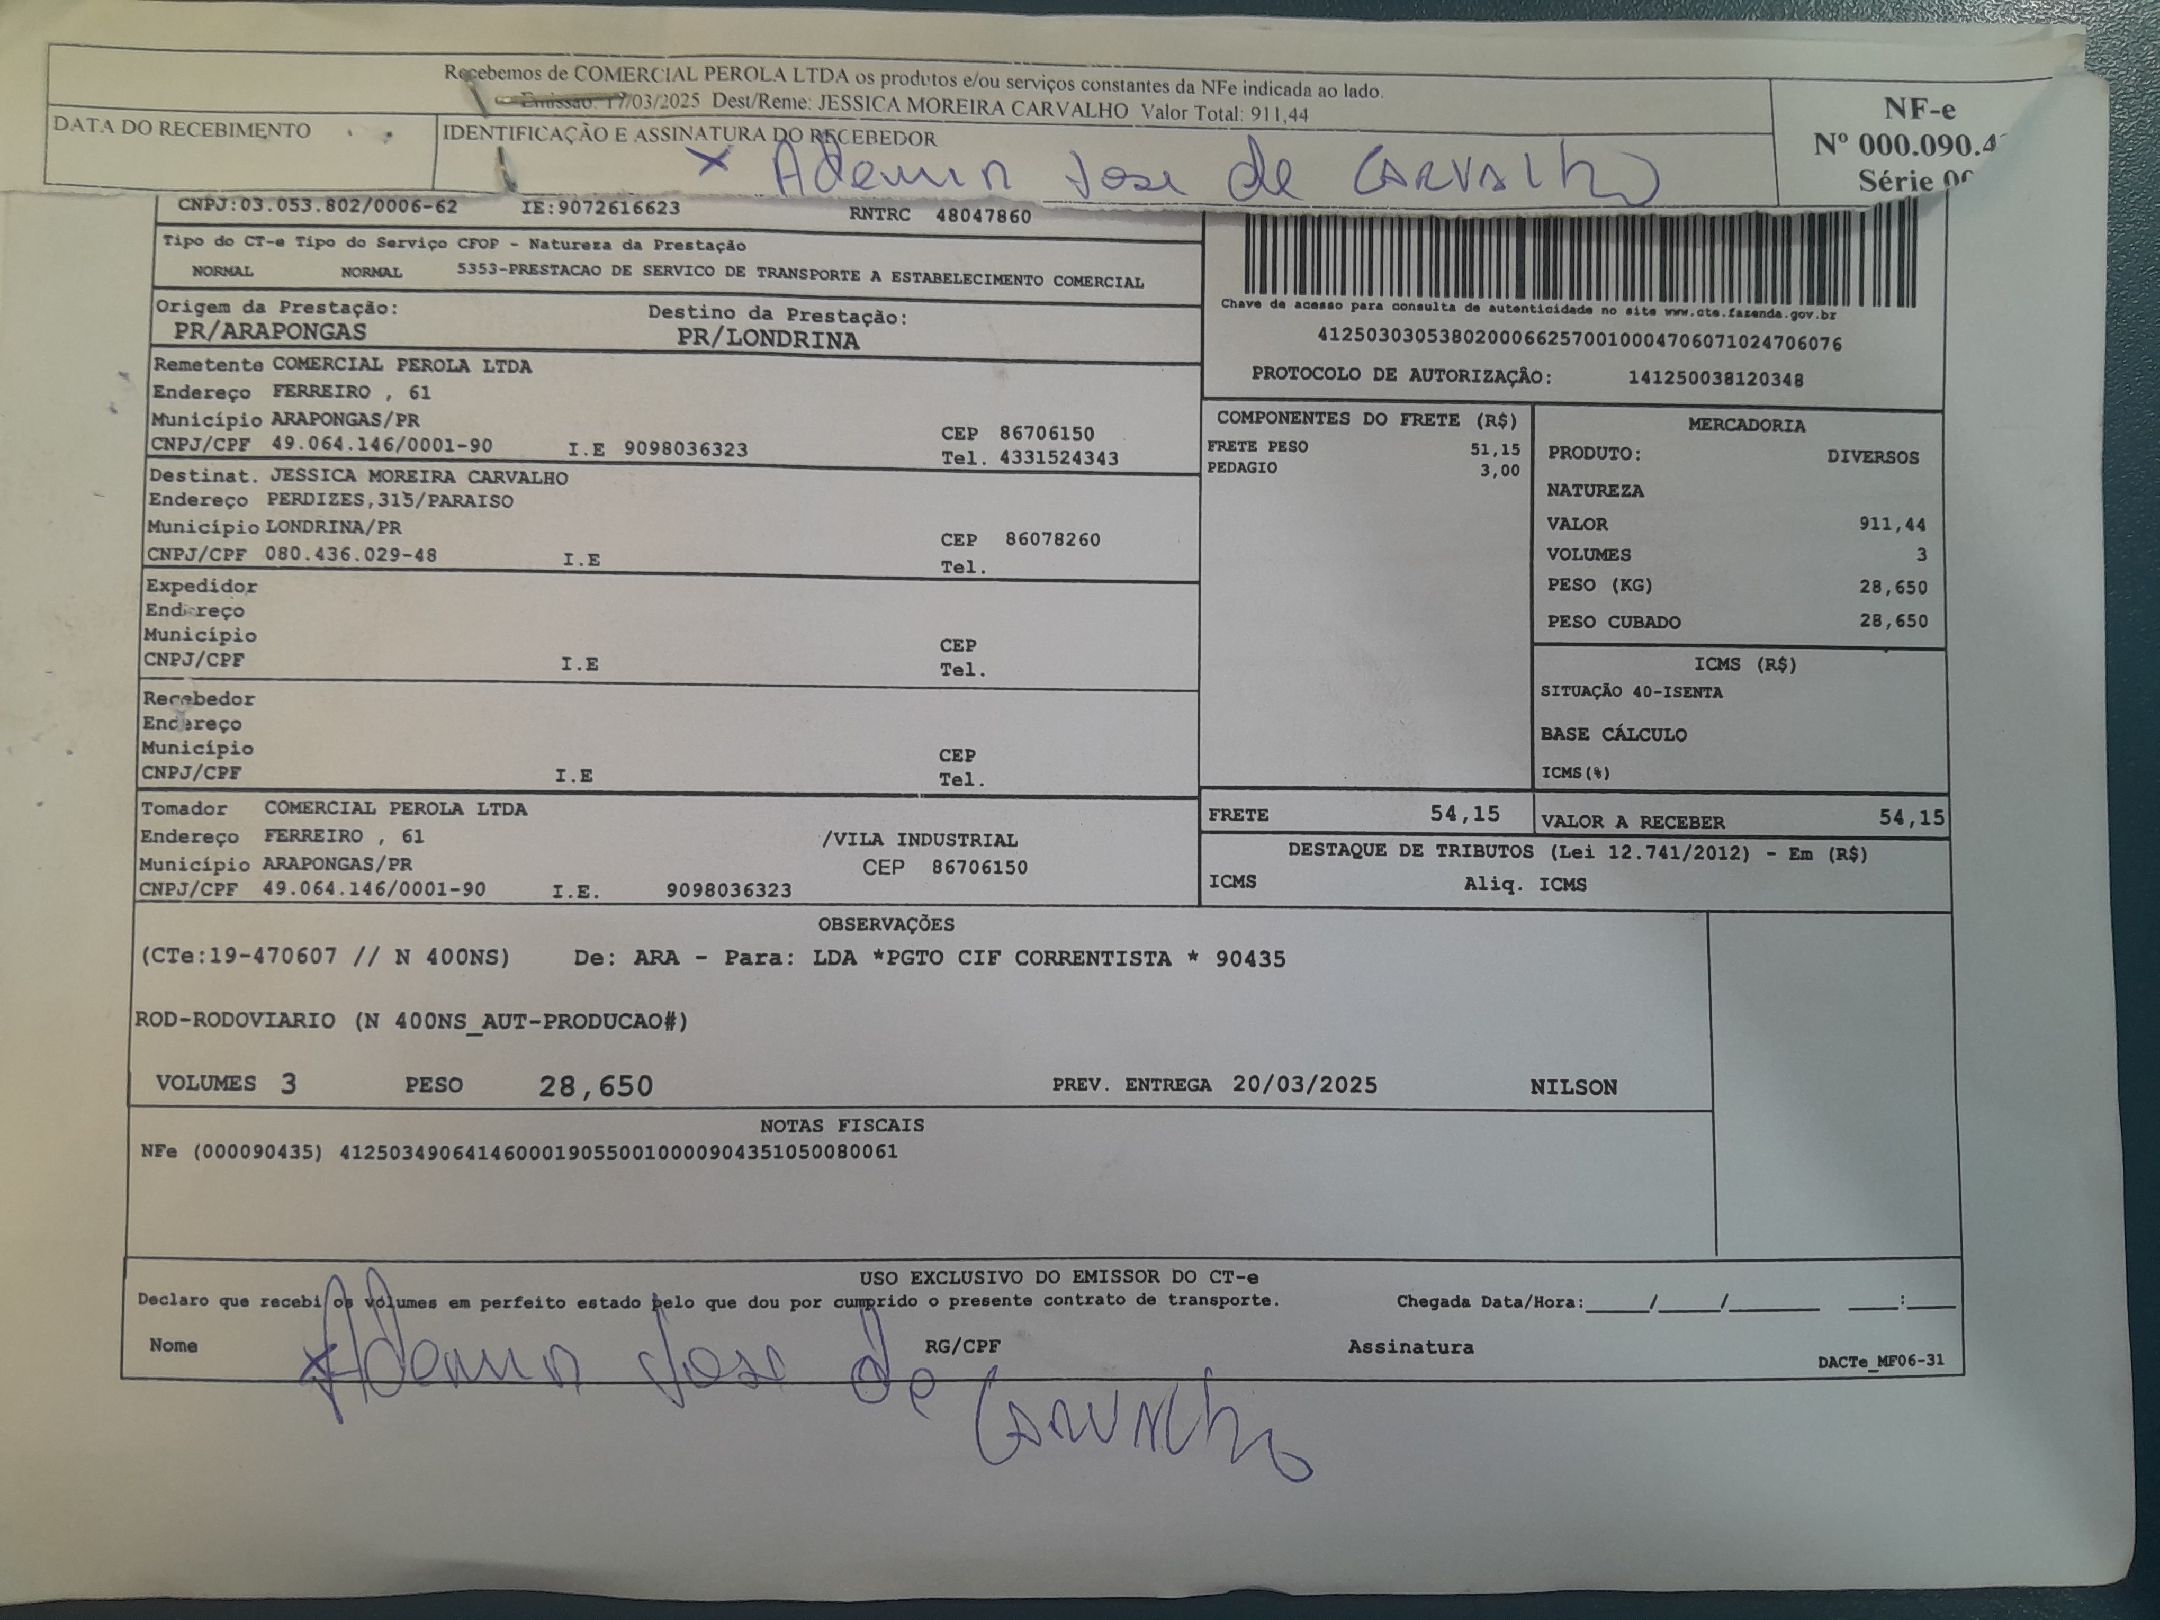 Recebemos de COMERCIAL PEROLA LTDA os produtos e/ou serviços constantes da NFe indicada ao lado.
Emissão: 17/03/2025 Dest/Reme: JESSICA MOREIRA CARVALHO Valor Total: 911,44
NF-e
Nº 000.090.4
Série
DATA DO RECEBIMENTO
IDENTIFICAÇÃO E ASSINATURA DO RECEBEDOR
x Ademir Jose de CARVALho
CNPJ:03.053.802/0006-62 IE:9072616623 RNTRC 48047860
Tipo do CT-e Tipo do Serviço CFOP - Natureza da Prestação
NORMAL NORMAL 5353-PRESTACAO DE SERVICO DE TRANSPORTE A ESTABELECIMENTO COMERCIAL
Chave de acesso para consulta de autenticidade no site www.cte.fazenda.gov.br
41250303053802000662570010004706071024706076
PROTOCOLO DE AUTORIZAÇÂO: 141250038120348
Origem da Prestação: Destino da Prestação:
PR/ARAPONGAS PR/LONDRINA
Remetente COMERCIAL PEROLA LTDA
Endereço FERREIRO , 61
Município ARAPONGAS/PR CEP 86706150
CNPJ/CPF 49.064.146/0001-90 I.E 9098036323 Tel. 4331524343
Destinat. JESSICA MOREIRA CARVALHO
Endereço PERDIZES,315/PARAISO
Município LONDRINA/PR CEP 86078260
CNPJ/CPF 080.436.029-48 I.E Tel.
Expedidor
Endereço
Município CEP
CNPJ/CPF I.E Tel.
Recebedor
Endereço
Município CEP
CNPJ/CPF I.E Tel.
Tomador COMERCIAL PEROLA LTDA
Endereço FERREIRO , 61 /VILA INDUSTRIAL
Município ARAPONGAS/PR CEP 86706150
CNPJ/CPF 49.064.146/0001-90 I.E. 9098036323
COMPONENTES DO FRETE (R$)
FRETE PESO 51,15
PEDAGIO 3,00
MERCADORIA
PRODUTO: DIVERSOS
NATUREZA
VALOR 911,44
VOLUMES 3
PESO (KG) 28,650
PESO CUBADO 28,650
ICMS (R$)
SITUAÇÃO 40-ISENTA
BASE CÁLCULO
ICMS(%)
FRETE 54,15 VALOR A RECEBER 54,15
DESTAQUE DE TRIBUTOS (Lei 12.741/2012) - Em (R$)
ICMS Aliq. ICMS
OBSERVAÇÕES
(CTe:19-470607 // N 400NS) De: ARA - Para: LDA *PGTO CIF CORRENTISTA * 90435
ROD-RODOVIARIO (N 400NS_AUT-PRODUCAO#)
VOLUMES 3 PESO 28,650 PREV. ENTREGA 20/03/2025 NILSON
NOTAS FISCAIS
NFe (000090435) 41250349064146000190550010000904351050080061
USO EXCLUSIVO DO EMISSOR DO CT-e
Declaro que recebi os volumes em perfeito estado pelo que dou por cumprido o presente contrato de transporte. Chegada Data/Hora:____/____/______ ___:___
Nome RG/CPF Assinatura
xAdemir Jose de CARVALho
DACTe_MF06-31